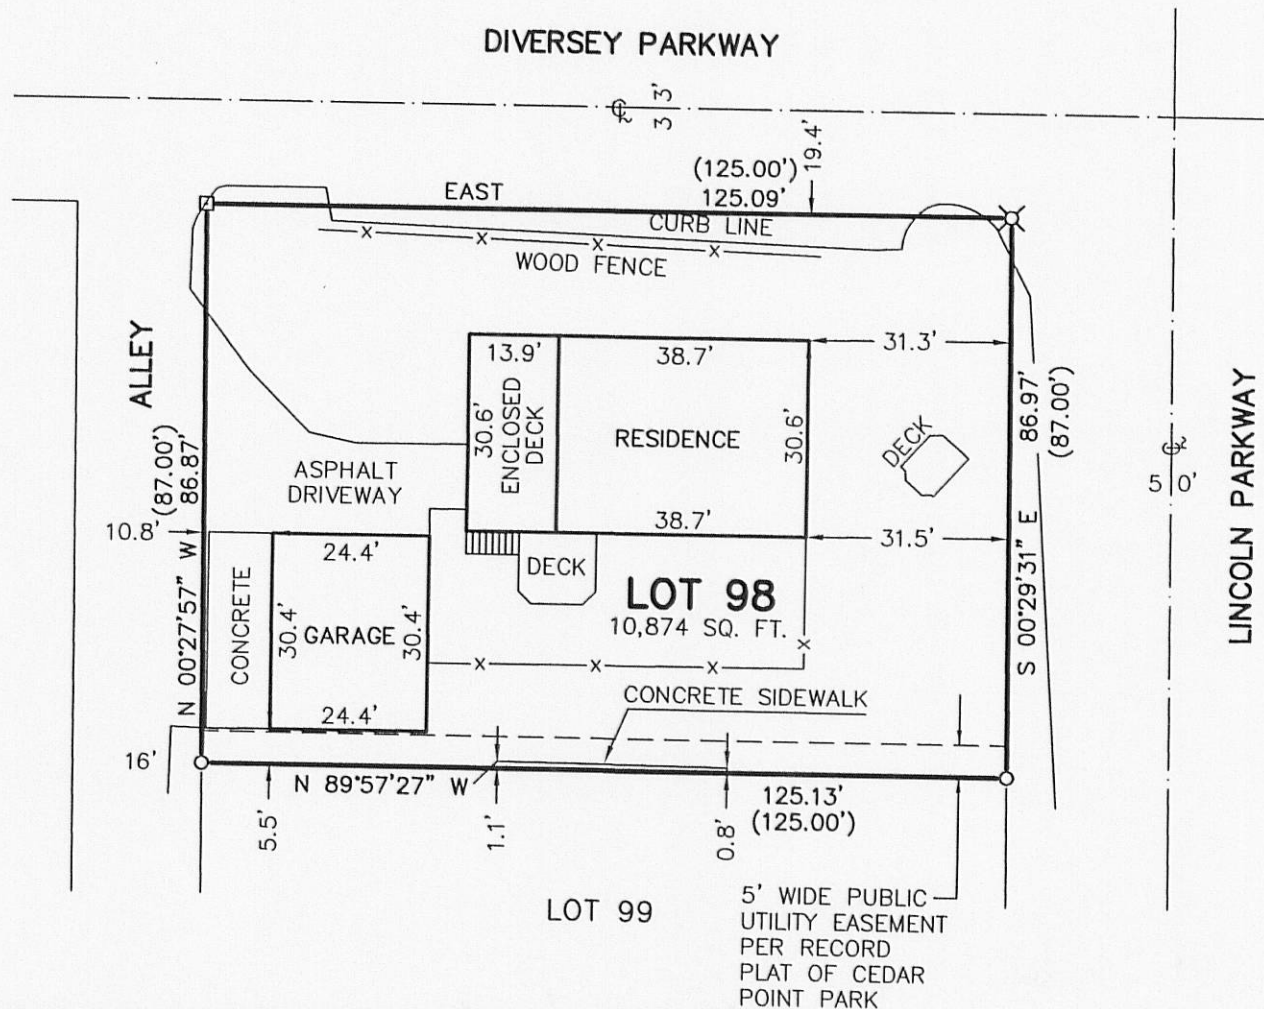 DIVERSEY PARKWAY
33'
19.4'
(125.00')
EAST
125.09'
CURB LINE
WOOD FENCE
ALLEY
(87.00')
86.87'
N 00°27'57" W
13.9'
38.7'
31.3'
30.6'
ENCLOSED
DECK
RESIDENCE
30.6'
DECK
86.97'
(87.00')
S 00°29'31" E
50'
LINCOLN PARKWAY
ASPHALT
DRIVEWAY
10.8'
38.7'
31.5'
24.4'
DECK
CONCRETE
30.4'
GARAGE
30.4'
LOT 98
10,874 SQ. FT.
24.4'
CONCRETE SIDEWALK
16'
N 89°57'27" W
125.13'
(125.00')
5.5'
1.1'
0.8'
LOT 99
5' WIDE PUBLIC
UTILITY EASEMENT
PER RECORD
PLAT OF CEDAR
POINT PARK